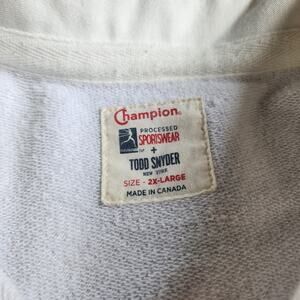 Champion
PROCESSED
SPORTSWEAR
+
TODD SNYDER
NEW YORK
SIZE - 2X-LARGE
MADE IN CANADA